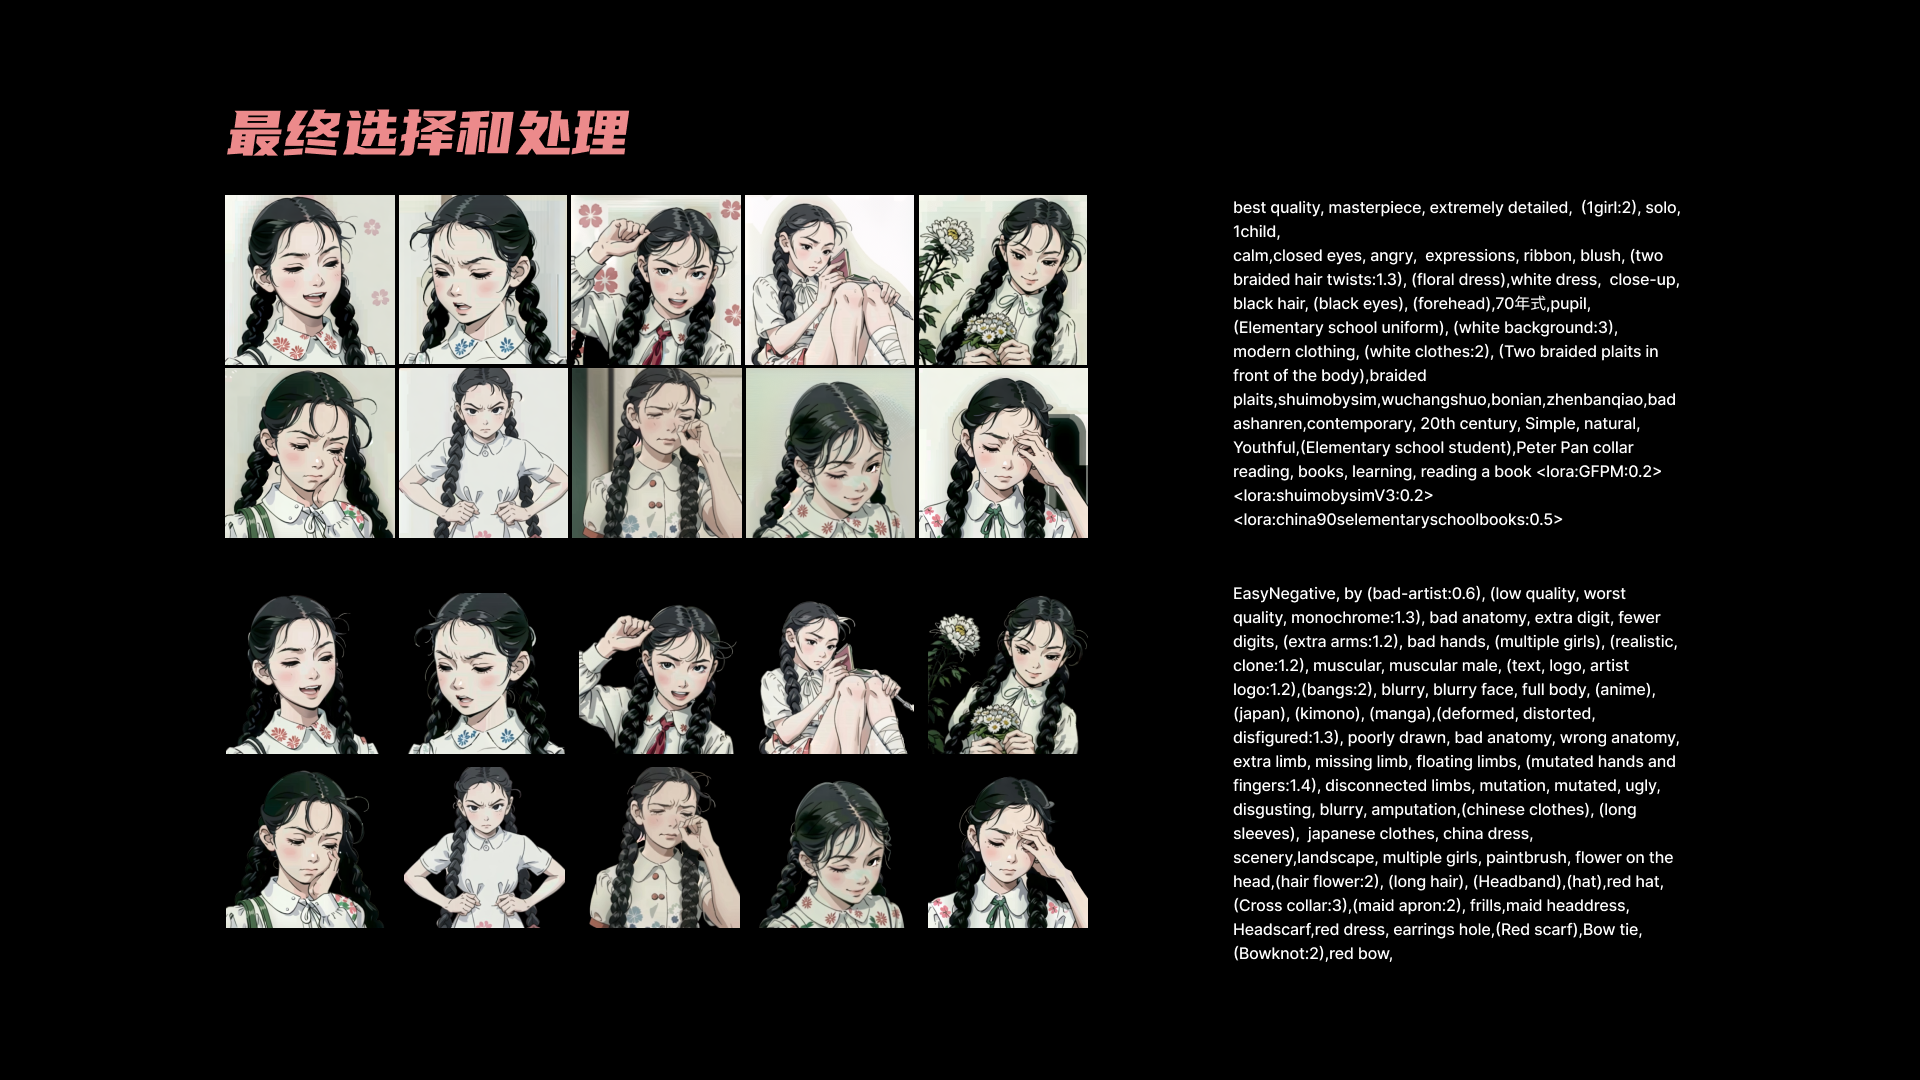 最终选择和处理
best quality, masterpiece, extremely detailed,  (1girl:2), solo,
1child,
calm,closed eyes, angry,  expressions, ribbon, blush, (two
braided hair twists:1.3), (floral dress),white dress,  close-up,
black hair, (black eyes), (forehead),70年式,pupil,
(Elementary school uniform), (white background:3),
modern clothing, (white clothes:2), (Two braided plaits in
front of the body),braided
plaits,shuimobysim,wuchangshuo,bonian,zhenbanqiao,bad
ashanren,contemporary, 20th century, Simple, natural,
Youthful,(Elementary school student),Peter Pan collar
reading, books, learning, reading a book <lora:GFPM:0.2>
<lora:shuimobysimV3:0.2>
<lora:china90selementaryschoolbooks:0.5>
EasyNegative, by (bad-artist:0.6), (low quality, worst
quality, monochrome:1.3), bad anatomy, extra digit, fewer
digits, (extra arms:1.2), bad hands, (multiple girls), (realistic,
clone:1.2), muscular, muscular male, (text, logo, artist
logo:1.2),(bangs:2), blurry, blurry face, full body, (anime),
(japan), (kimono), (manga),(deformed, distorted,
disfigured:1.3), poorly drawn, bad anatomy, wrong anatomy,
extra limb, missing limb, floating limbs, (mutated hands and
fingers:1.4), disconnected limbs, mutation, mutated, ugly,
disgusting, blurry, amputation,(chinese clothes), (long
sleeves),  japanese clothes, china dress,
scenery,landscape, multiple girls, paintbrush, flower on the
head,(hair flower:2), (long hair), (Headband),(hat),red hat,
(Cross collar:3),(maid apron:2), frills,maid headdress,
Headscarf,red dress, earrings hole,(Red scarf),Bow tie,
(Bowknot:2),red bow,